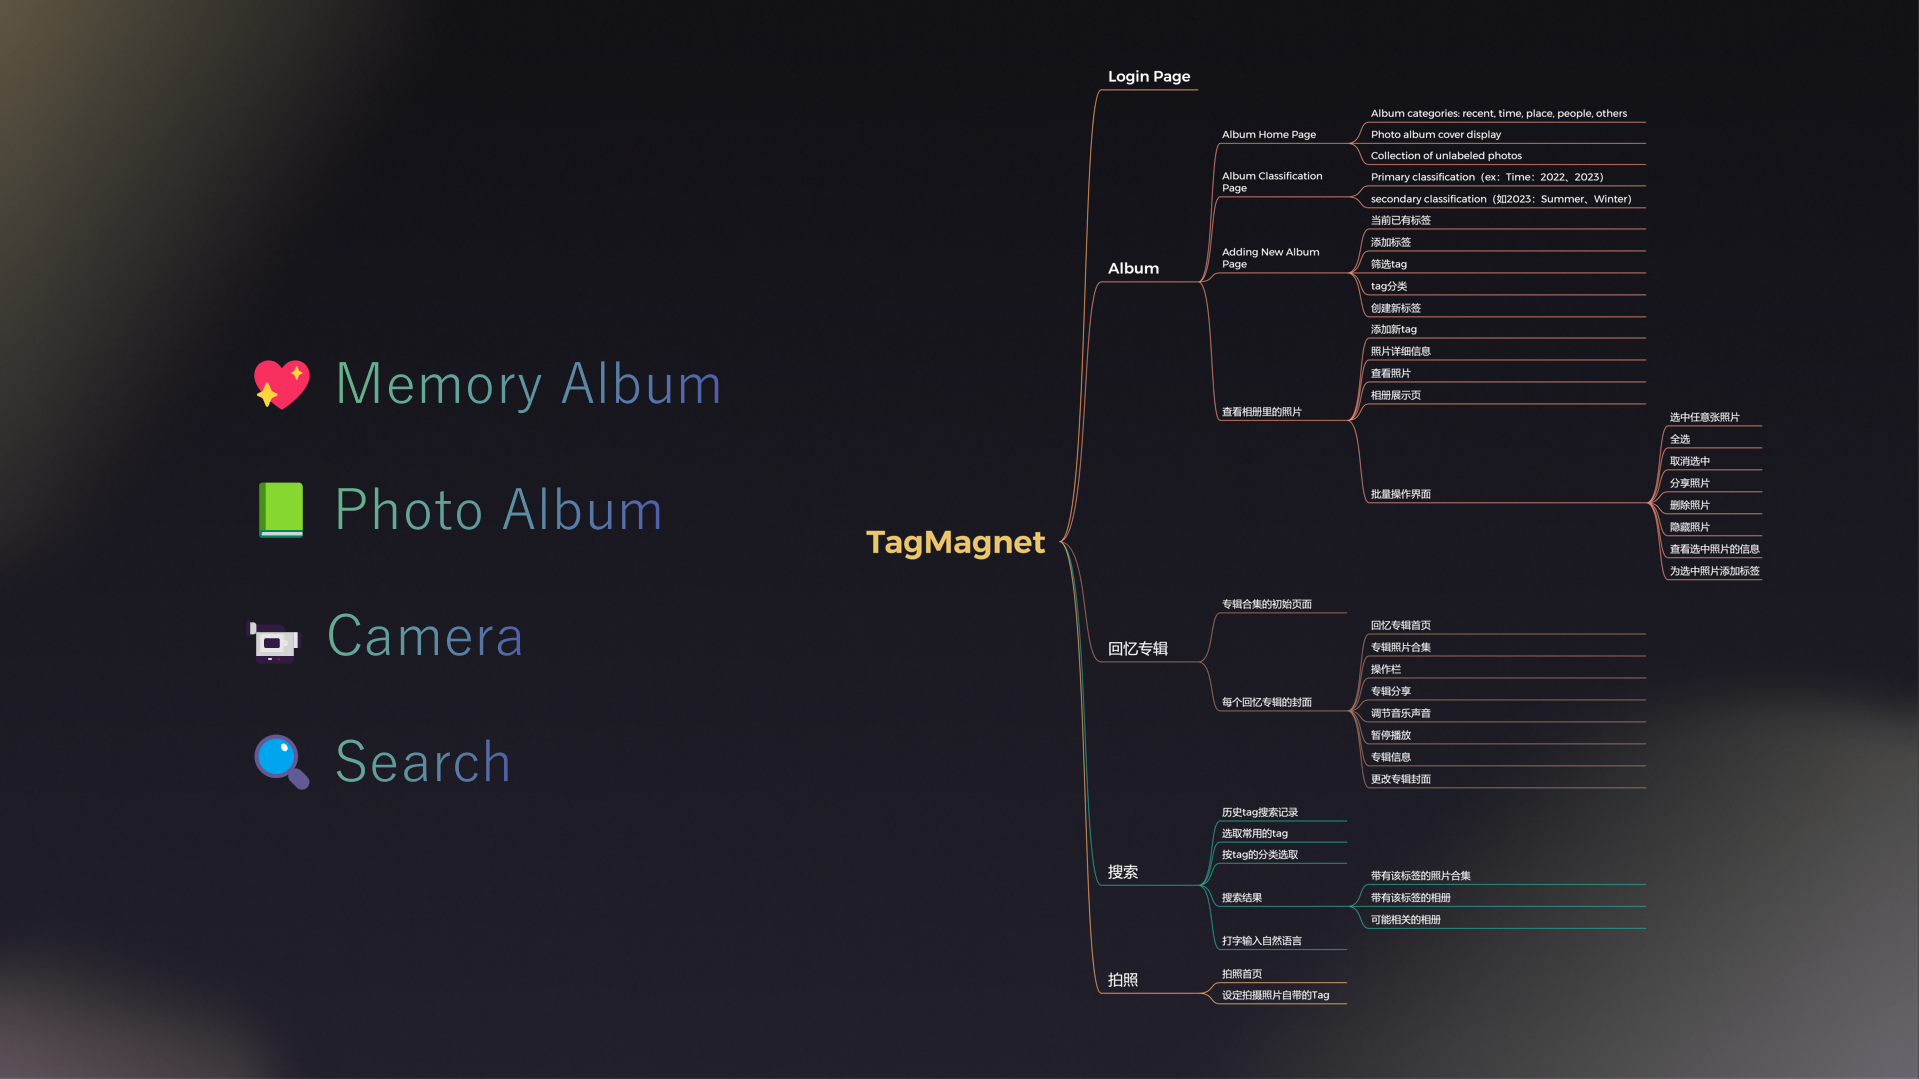 Memory Album
Photo Album
Camera
Search
TagMagnet
Login Page
Album
Album Home Page
Album categories: recent, time, place, people, others
Photo album cover display
Collection of unlabeled photos
Album Classification
Page
Primary classification（ex：Time：2022、2023）
secondary classification（如2023：Summer、Winter）
Adding New Album
Page
当前已有标签
添加标签
筛选tag
tag分类
创建新标签
查看相册里的照片
添加新tag
照片详细信息
查看照片
相册展示页
批量操作界面
选中任意张照片
全选
取消选中
分享照片
删除照片
隐藏照片
查看选中照片的信息
为选中照片添加标签
回忆专辑
专辑合集的初始页面
每个回忆专辑的封面
回忆专辑首页
专辑照片合集
操作栏
专辑分享
调节音乐声音
暂停播放
专辑信息
更改专辑封面
搜索
历史tag搜索记录
选取常用的tag
按tag的分类选取
搜索结果
带有该标签的照片合集
带有该标签的相册
可能相关的相册
打字输入自然语言
拍照
拍照首页
设定拍摄照片自带的Tag